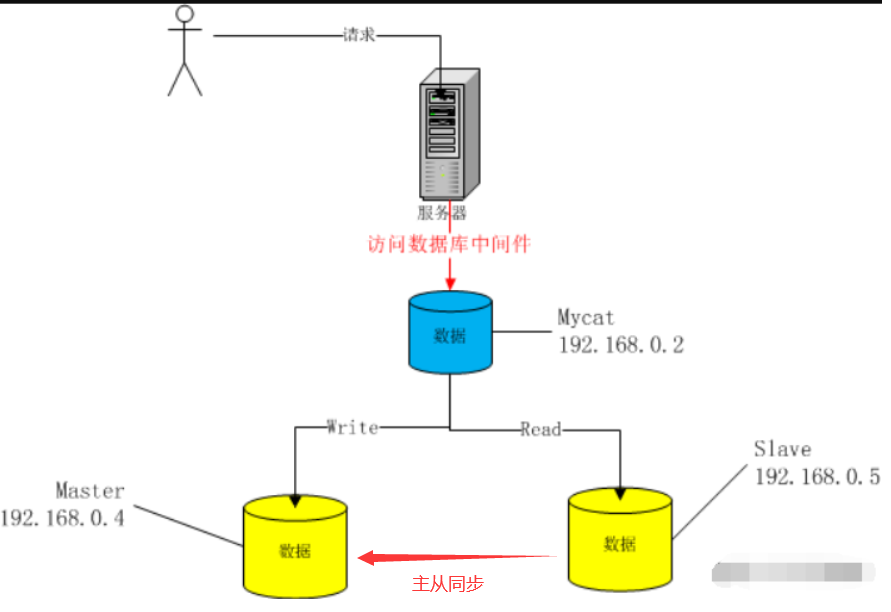 请求
服务器
访问数据库中间件
数据
Mycat
192.168.0.2
Write
Read
Slave
192.168.0.5
Master
192.168.0.4
数据
数据
主从同步